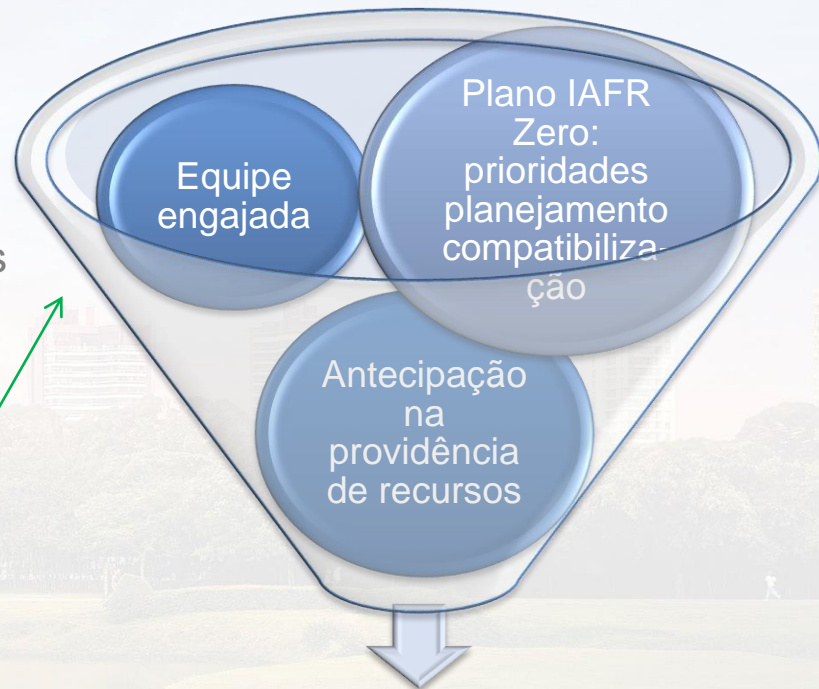 Equipe
engajada
Plano IAFR
Zero:
prioridades
planejamento
compatibiliza-
ção
s
Antecipação
na
providência
de recursos